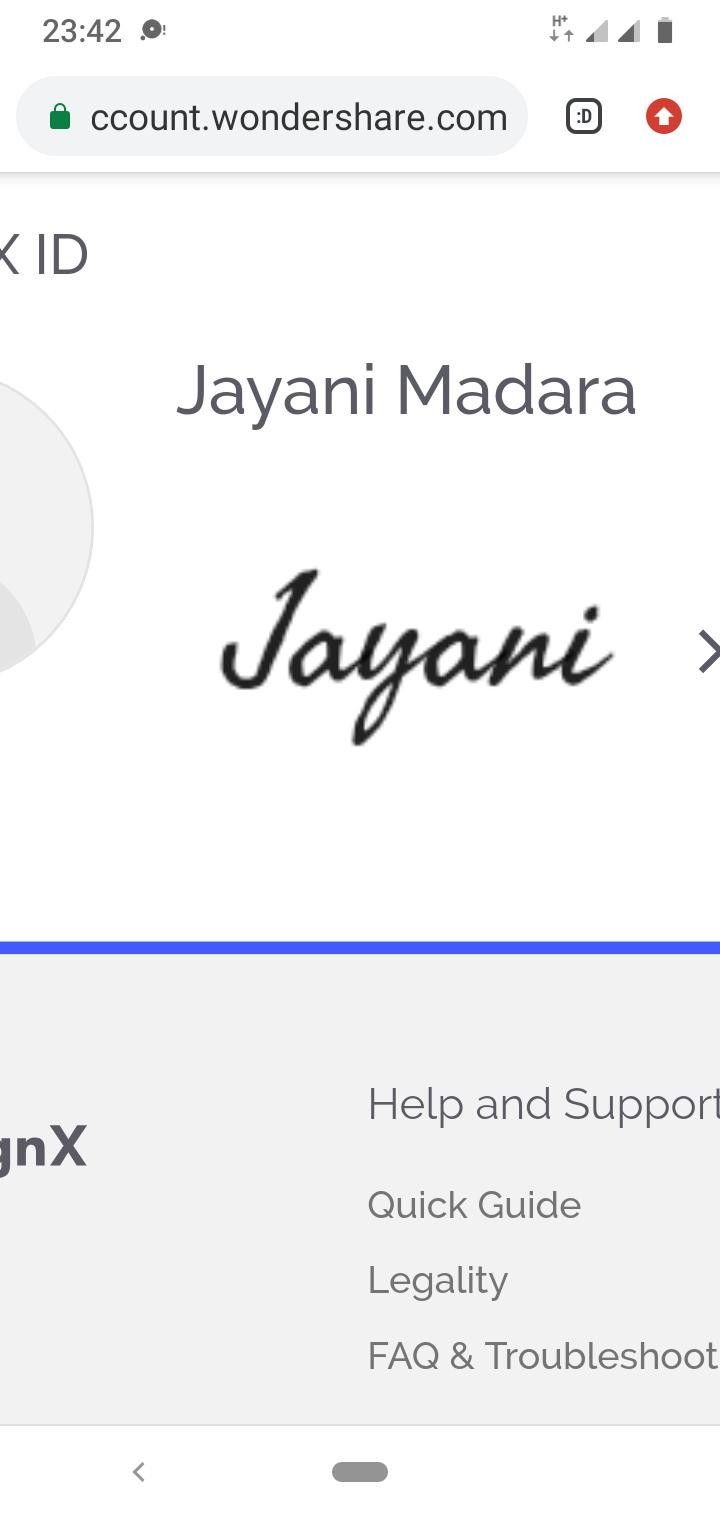 23:42 H+
ccount.wondershare.com :D
X ID
Jayani Madara
Jayani
Help and Support
gnX
Quick Guide
Legality
FAQ & Troubleshoot